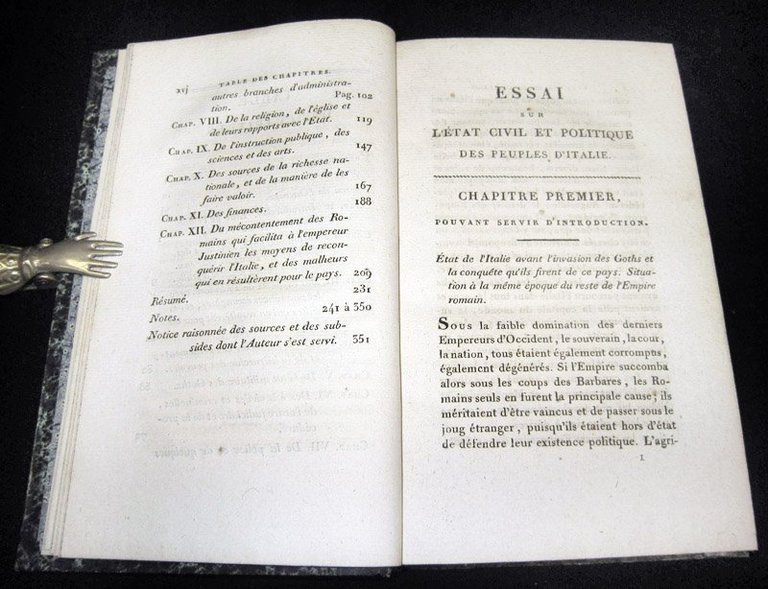 xvj TABLE DES CHAPITRES.
autres branches d'administra-
tion. Pag. 102
CHAP. VIII. De la religion, de l'église et
de leurs rapports avec l'Etat. 119
CHAP. IX. De l'instruction publique, des
sciences et des arts. 147
CHAP. X. Des sources de la richesse na-
tionale, et de la manière de les
faire valoir. 167
CHAP. XI. Des finances. 188
CHAP. XII. Du mécontentement des Ro-
mains qui facilita à l'empereur
Justinien les moyens de recon-
quérir l'Italie, et des malheurs
qui en résultèrent pour le pays. 209
Résumé. 231
Notes. 241 à 350
Notice raisonnée des sources et des sub-
sides dont l'Auteur s'est servi. 351
ESSAI
SUR
L'ÉTAT CIVIL ET POLITIQUE
DES PEUPLES D'ITALIE.
CHAPITRE PREMIER,
POUVANT SERVIR D'INTRODUCTION.
État de l'Italie avant l'invasion des Goths et
la conquête qu'ils firent de ce pays. Situa-
tion à la même époque du reste de l'Empire
romain.
Sous la faible domination des derniers
Empereurs d'Occident, le souverain, la cour,
la nation, tous étaient également corrompus,
également dégénérés. Si l'Empire succomba
alors sous les coups des Barbares, les Ro-
mains seuls en furent la principale cause; ils
méritaient d'être vaincus et de passer sous le
joug étranger, puisqu'ils étaient hors d'état
de défendre leur existence politique. L'agri-
1